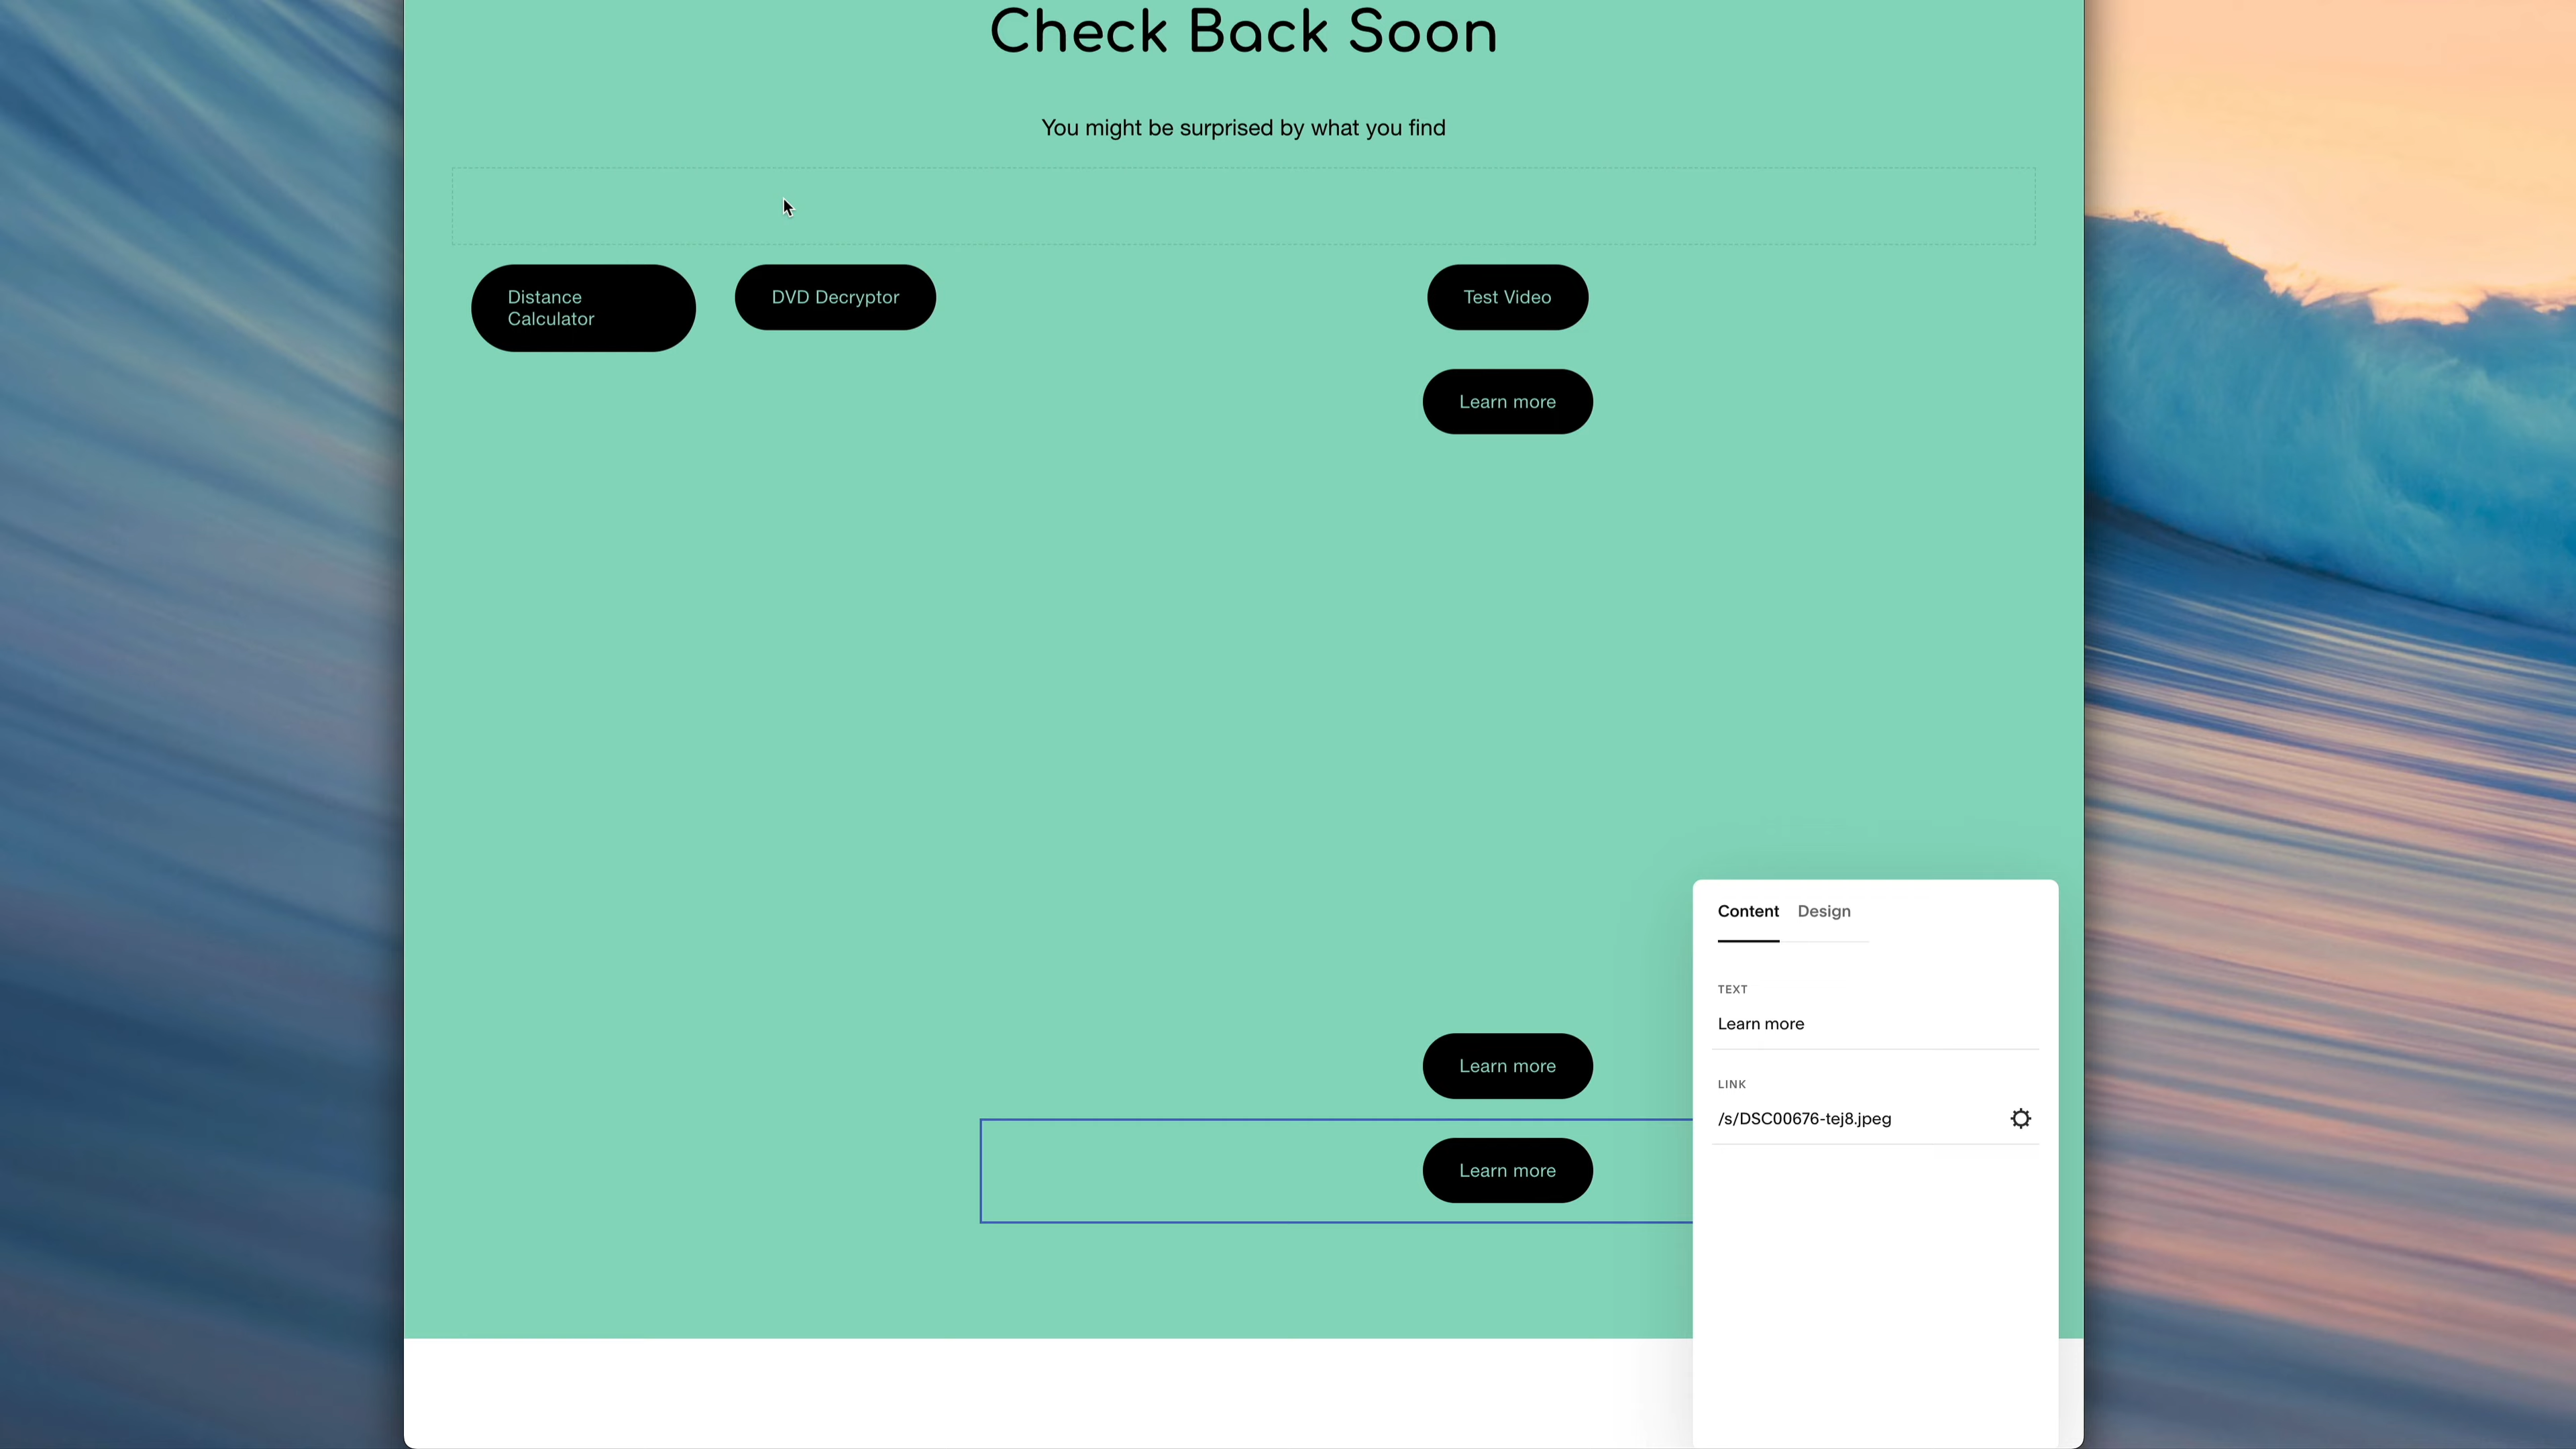 Check Back Soon
You might be surprised by what you find
Distance
Calculator
DVD Decryptor
Test Video
Learn more
Learn more
Learn more
Content
Design
TEXT
Learn more
LINK
/s/DSC00676-tej8.jpeg